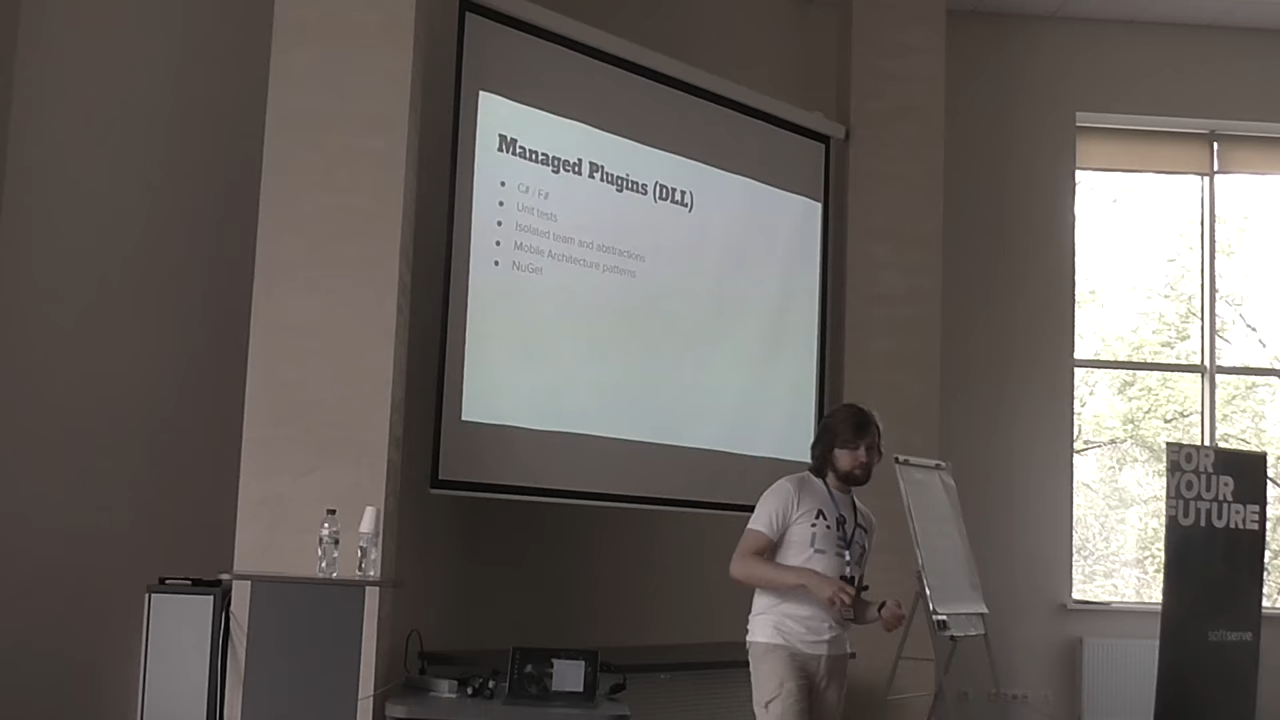 Managed Plugins (DLL)
C# / F#
Unit tests
Isolated team and abstractions
Mobile Architecture patterns
NuGet
FOR
YOUR
FUTURE
softserve